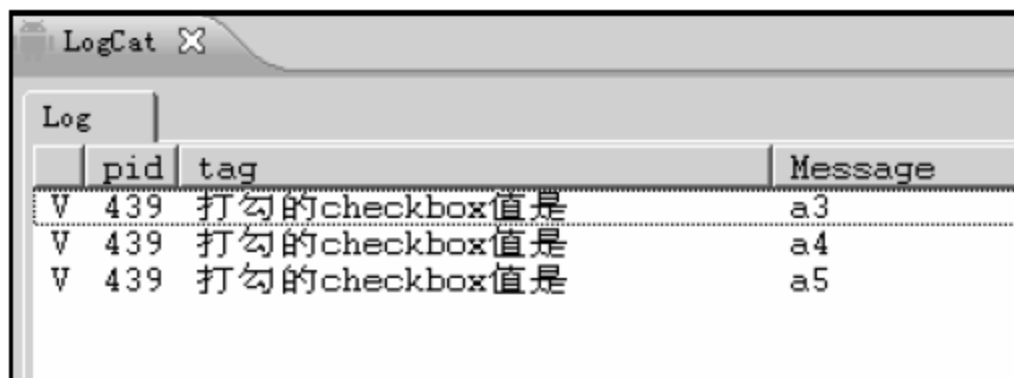 LogCat
Log
pid tag Message
V 439 打勾的checkbox值是 a3
V 439 打勾的checkbox值是 a4
V 439 打勾的checkbox值是 a5